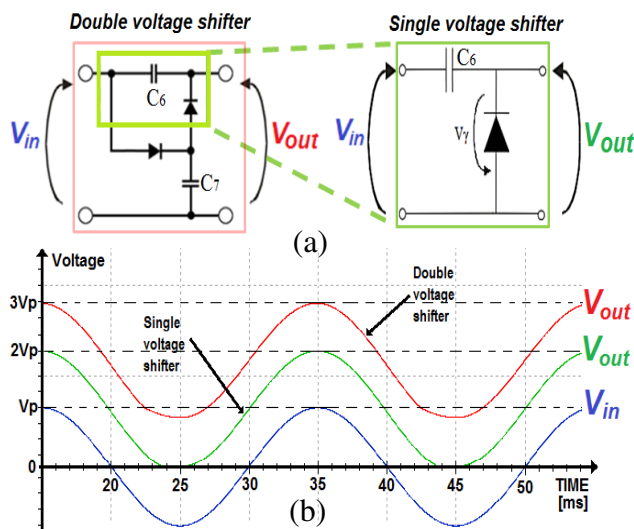 Double voltage shifter
Single voltage shifter
C6
C6
Vin
Vout
Vin
Vγ
Vout
C7
(a)
Voltage
Double
voltage
shifter
3Vp
Vout
Single
voltage
shifter
2Vp
Vout
Vp
Vin
0
20
25
30
35
40
45
50
TIME
[ms]
(b)